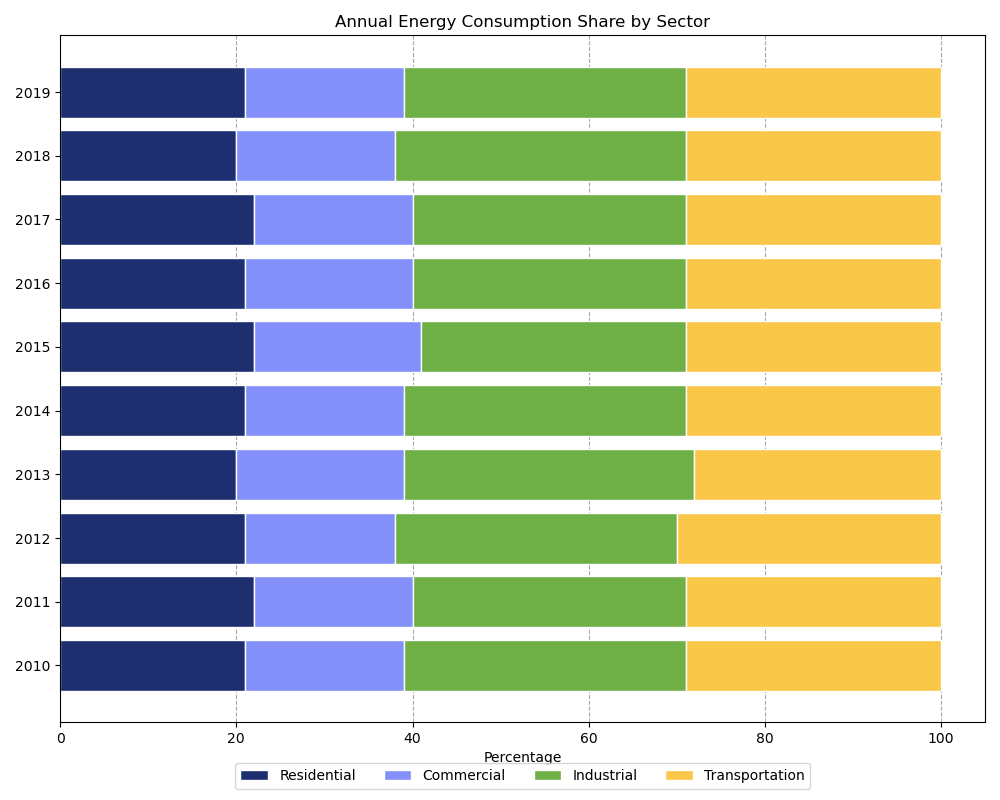 Annual Energy Consumption Share by Sector
2019
2018
2017
2016
2015
2014
2013
2012
2011
2010
0 20 40 60 80 100
Percentage
Residential Commercial Industrial Transportation